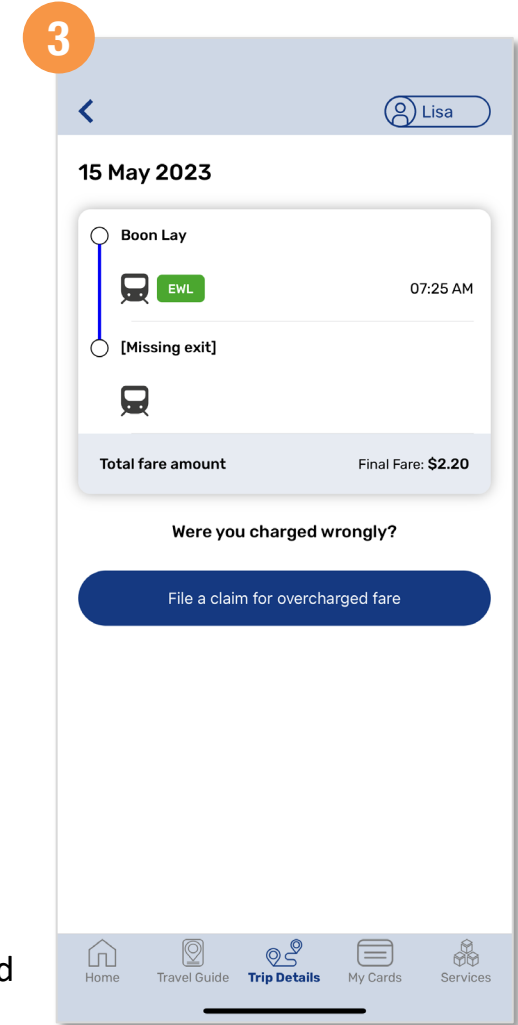 3
Lisa
15 May 2023
Boon Lay
EWL 07:25 AM
[Missing exit]
Total fare amount Final Fare: $2.20
Were you charged wrongly?
File a claim for overcharged fare
d
Home Travel Guide Trip Details My Cards Services